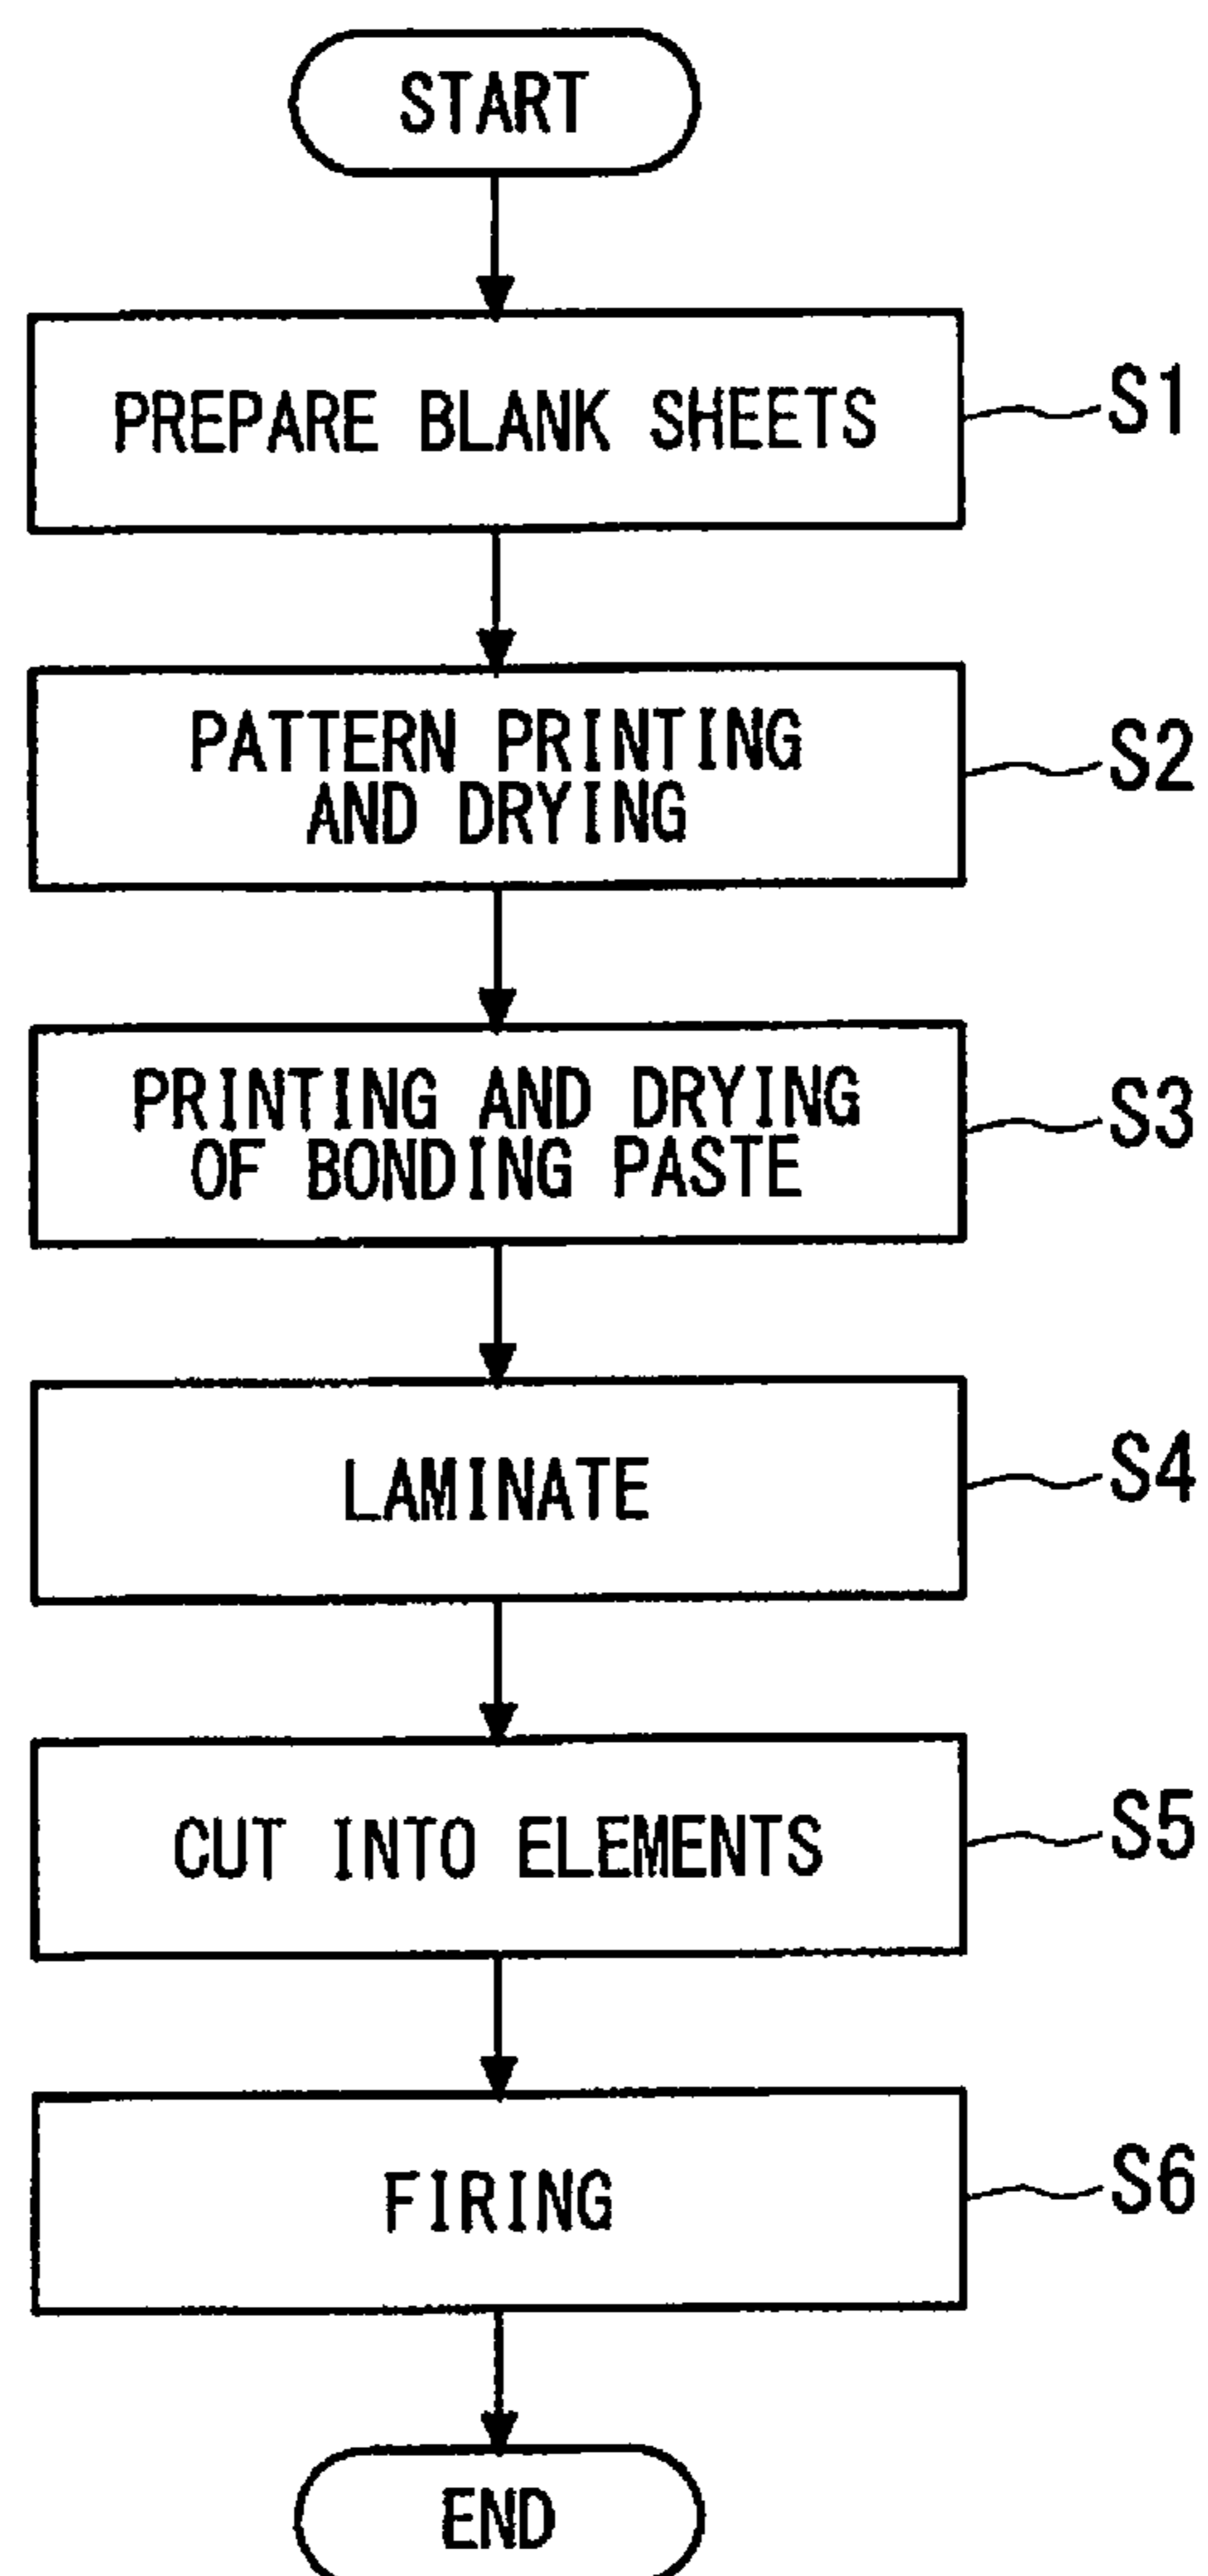 START
PREPARE BLANK SHEETS
S1
PATTERN PRINTING
AND DRYING
S2
PRINTING AND DRYING
OF BONDING PASTE
S3
LAMINATE
S4
CUT INTO ELEMENTS
S5
FIRING
S6
END